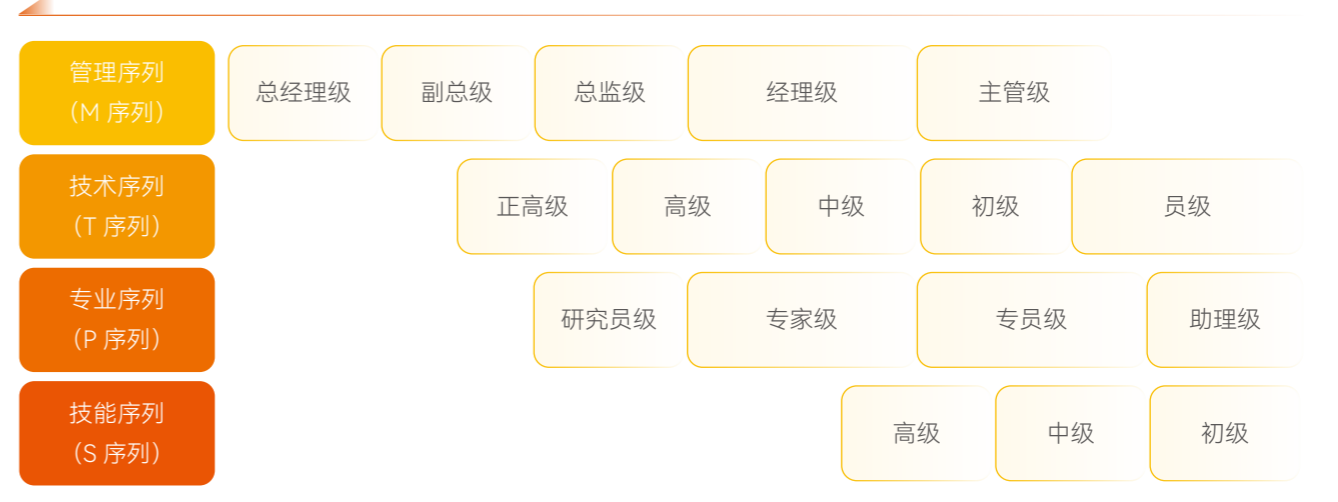 管理序列
（M 序列）
总经理级
副总级
总监级
经理级
主管级
技术序列
（T 序列）
正高级
高级
中级
初级
员级
专业序列
（P 序列）
研究员级
专家级
专员级
助理级
技能序列
（S 序列）
高级
中级
初级